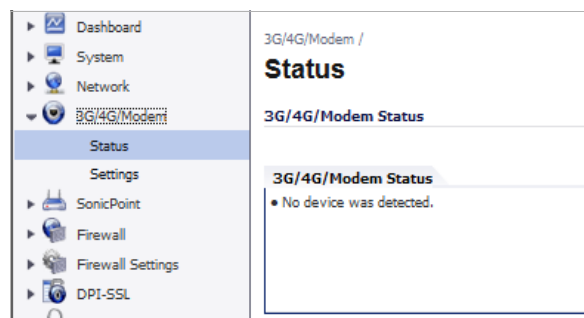 Dashboard
System
Network
3G/4G/Modem
Status
Settings
SonicPoint
Firewall
Firewall Settings
DPI-SSL
3G/4G/Modem /
Status
3G/4G/Modem Status
3G/4G/Modem Status
• No device was detected.